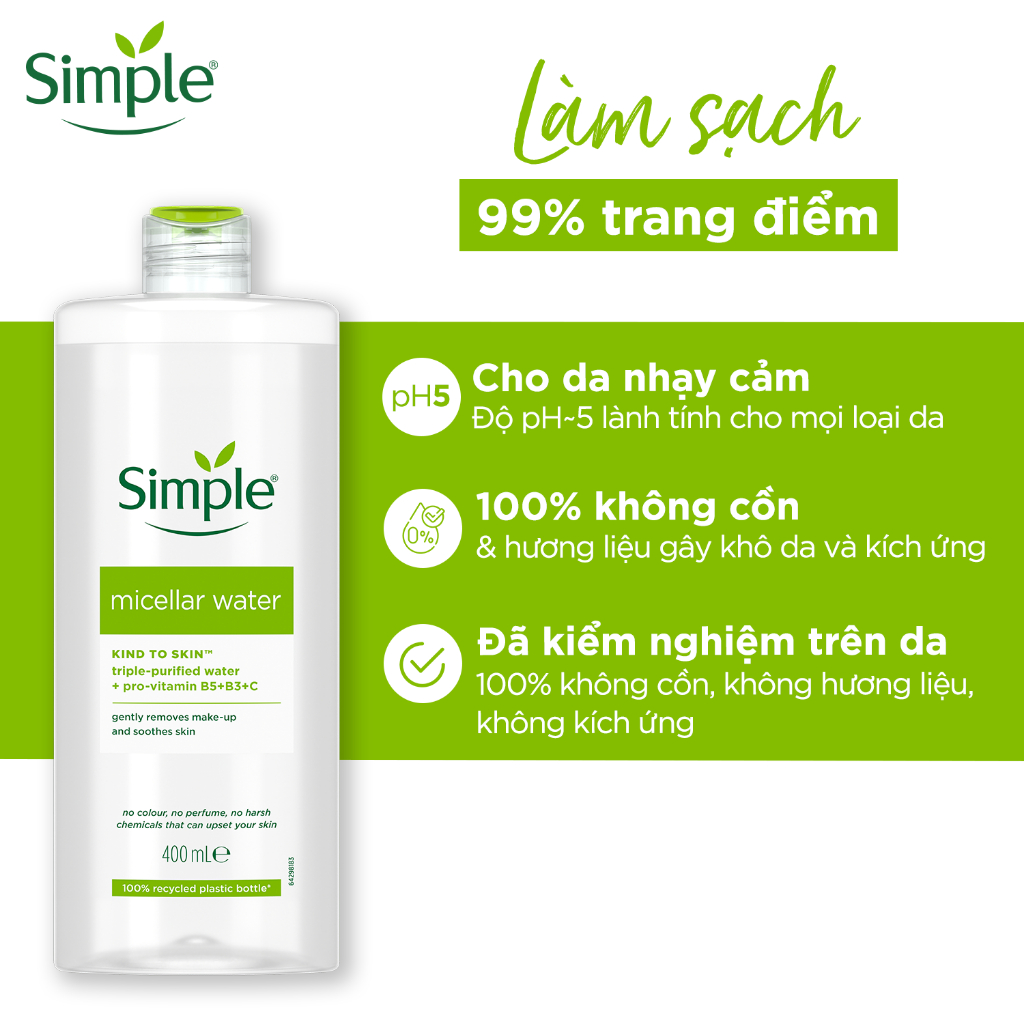 Simple®
Làm sạch
99% trang điểm
pH5
Cho da nhạy cảm
Độ pH~5 lành tính cho mọi loại da
0%
100% không cồn
& hương liệu gây khô da và kích ứng
Đã kiểm nghiệm trên da
100% không cồn, không hương liệu,
không kích ứng
Simple®
micellar water
KIND TO SKIN™
triple-purified water
+ pro-vitamin B5+B3+C
gently removes make-up
and soothes skin
no colour, no perfume, no harsh
chemicals that can upset your skin
400 mL℮
64298183
100% recycled plastic bottle*